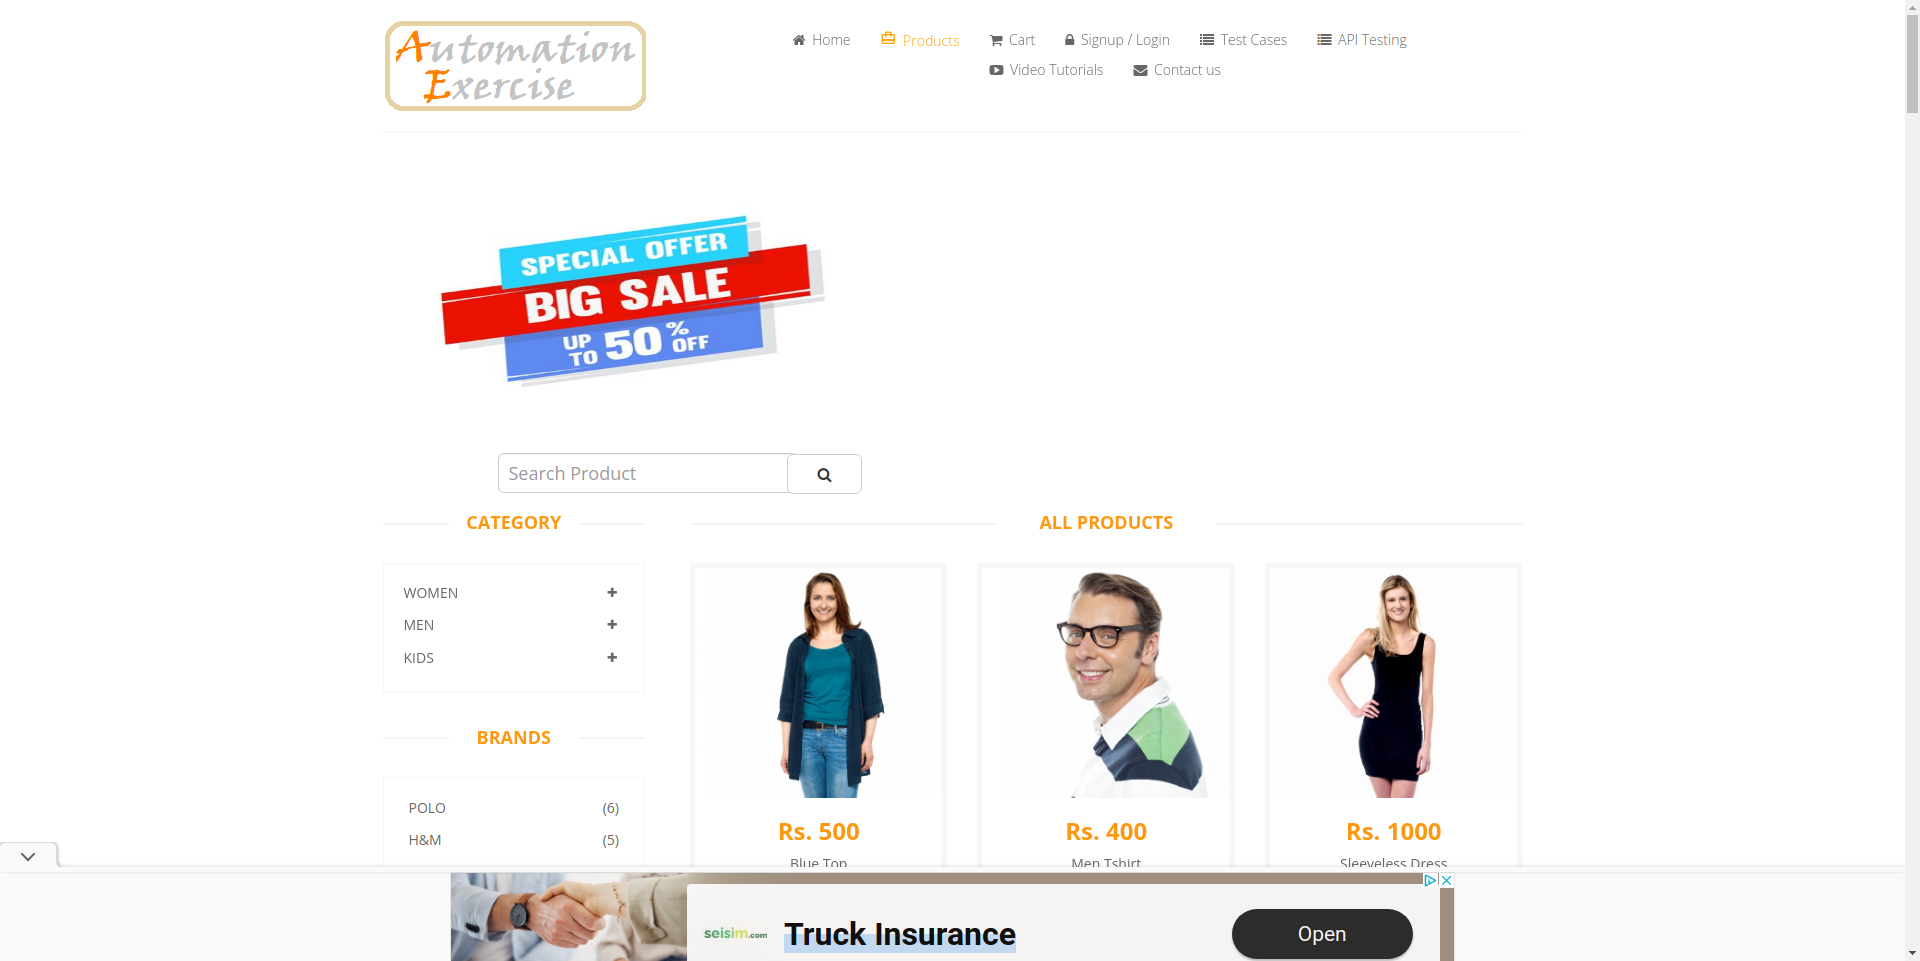 Automation
Exercise
Home
Products
Cart
Signup / Login
Test Cases
API Testing
Video Tutorials
Contact us
SPECIAL OFFER
BIG SALE
UP TO 50% OFF
Search Product
CATEGORY
WOMEN
MEN
KIDS
BRANDS
POLO (6)
H&M (5)
ALL PRODUCTS
Rs. 500
Blue Top
Rs. 400
Men Tshirt
Rs. 1000
Sleeveless Dress
seisim.com
Truck Insurance
Open